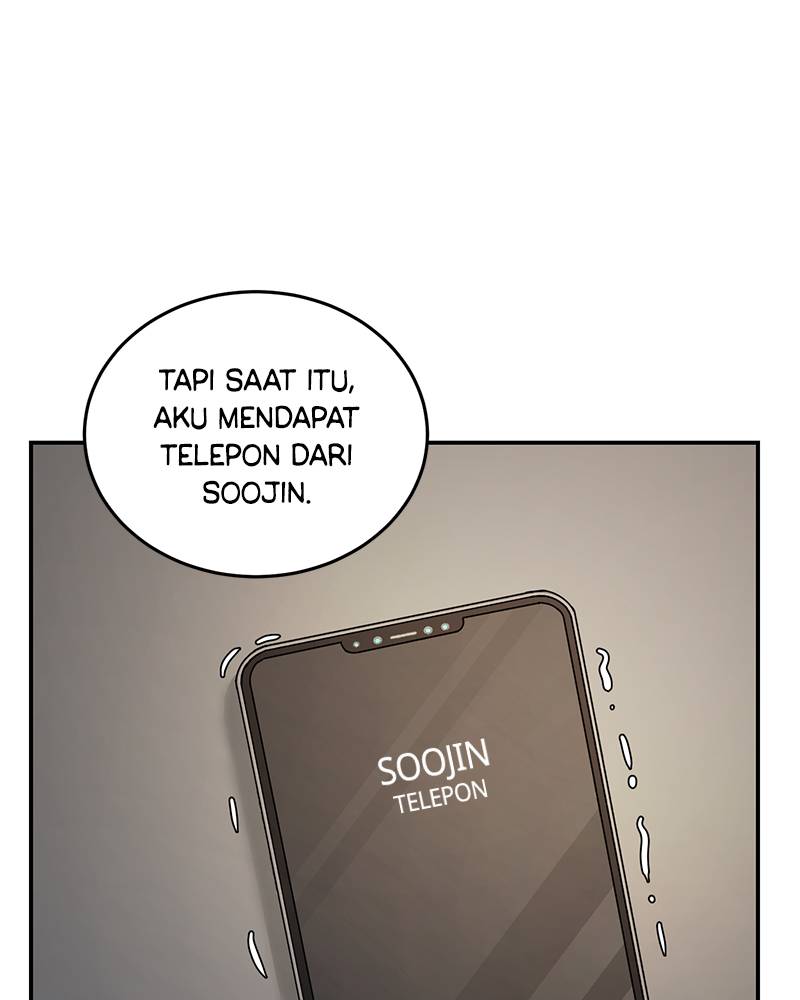 TAPI SAAT ITU,
AKU MENDAPAT
TELEPON DARI
SOOJIN.
SOOJIN
TELEPON